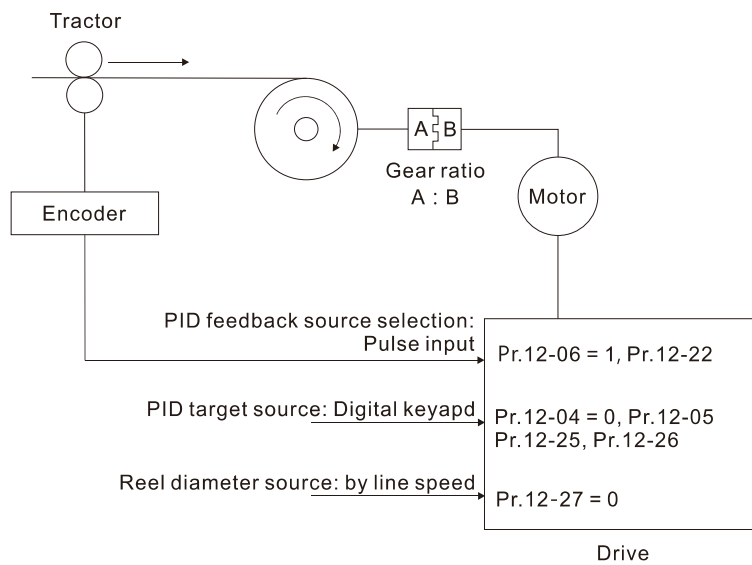 Tractor
A B
Gear ratio
A : B
Motor
Encoder
PID feedback source selection:
Pulse input
Pr.12-06 = 1, Pr.12-22
PID target source: Digital keyapd
Pr.12-04 = 0, Pr.12-05
Pr.12-25, Pr.12-26
Reel diameter source: by line speed
Pr.12-27 = 0
Drive